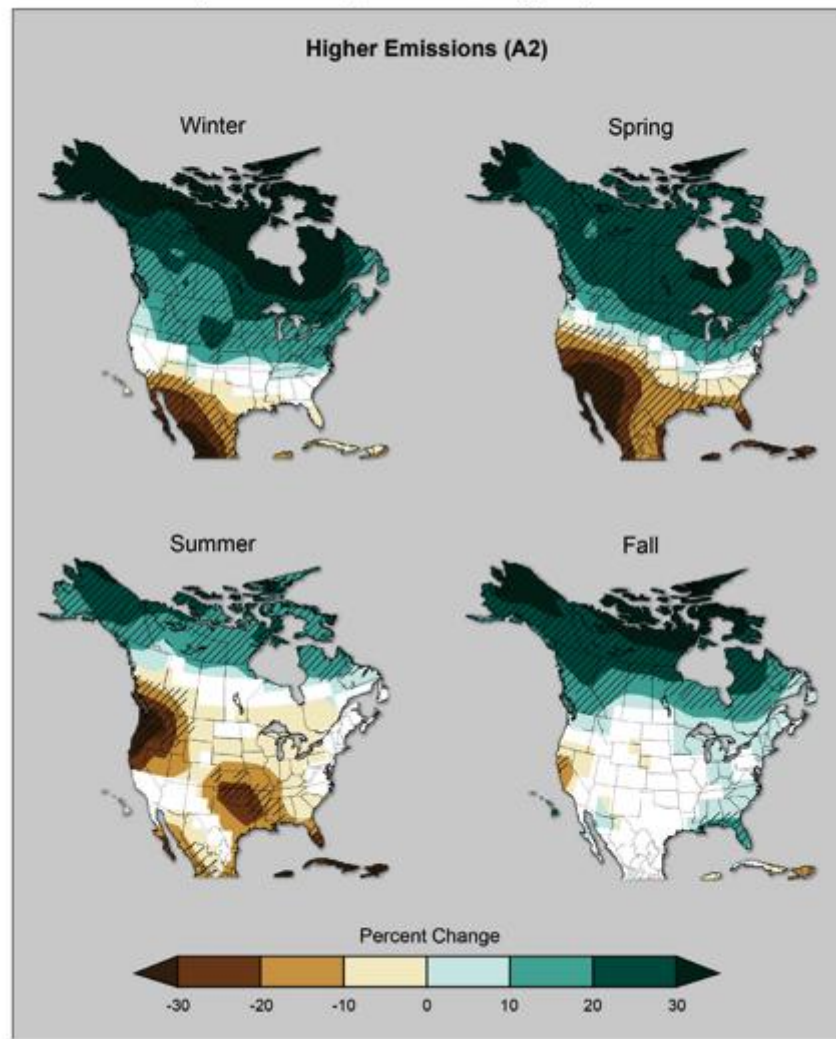 Higher Emissions (A2)
Winter
Spring
Summer
Fall
Percent Change
-30 -20 -10 0 10 20 30